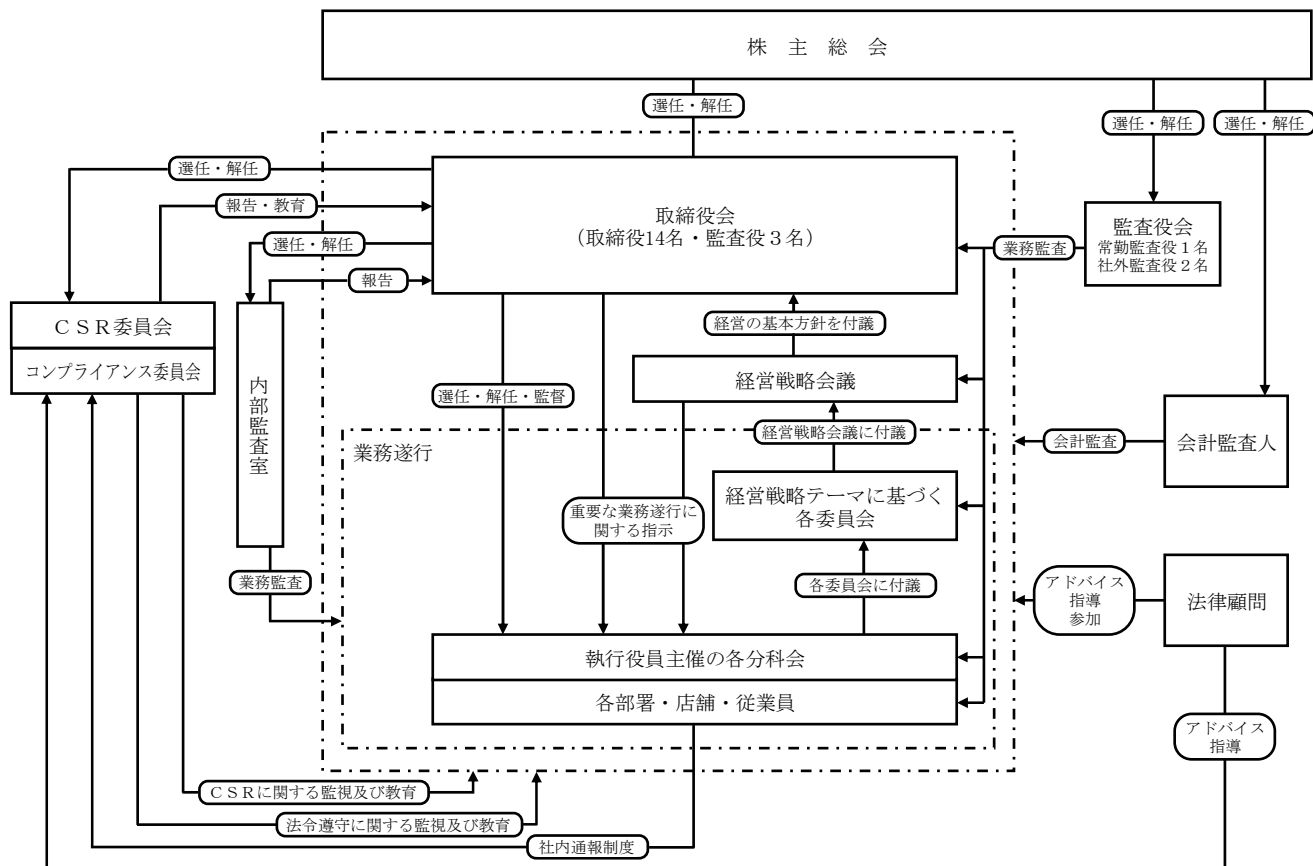 株 主 総 会
選任・解任
選任・解任
選任・解任
選任・解任
報告・教育
選任・解任
報告
取締役会
（取締役14名・監査役３名）
業務監査
監査役会
常勤監査役１名
社外監査役２名
ＣＳＲ委員会
コンプライアンス委員会
内部監査室
経営の基本方針を付議
経営戦略会議
選任・解任・監督
経営戦略会議に付議
業務遂行
会計監査
会計監査人
経営戦略テーマに基づく
各委員会
重要な業務遂行に
関する指示
業務監査
各委員会に付議
アドバイス
指導
参加
法律顧問
執行役員主催の各分科会
各部署・店舗・従業員
アドバイス
指導
ＣＳＲに関する監視及び教育
法令遵守に関する監視及び教育
社内通報制度